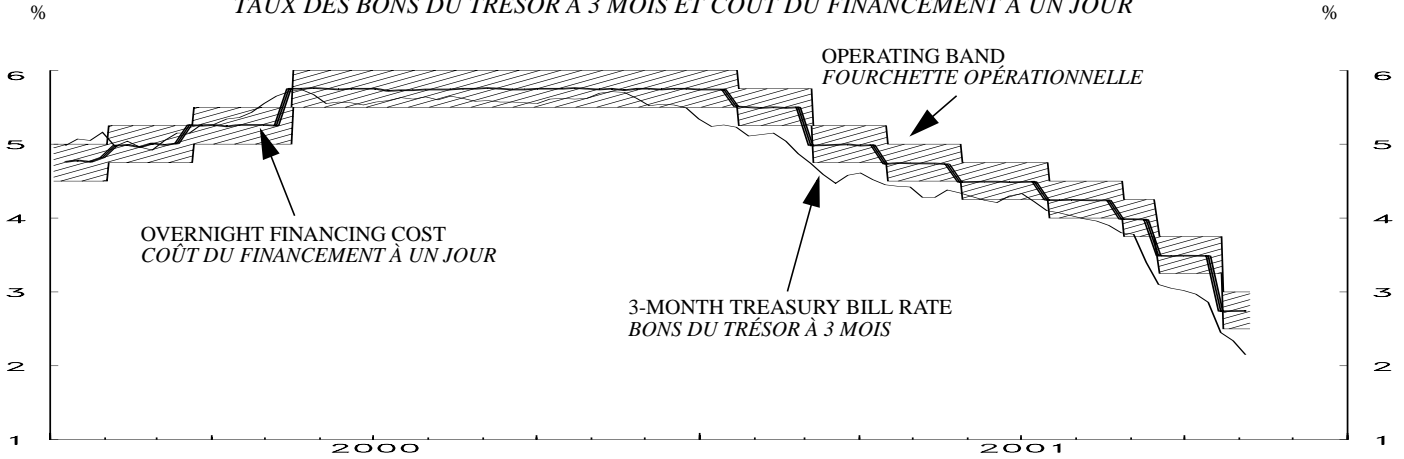 TAUX DES BONS DU TRÉSOR À 3 MOIS ET COÛT DU FINANCEMENT À UN JOUR
% %
OPERATING BAND
FOURCHETTE OPÉRATIONNELLE
6 6
5 5
OVERNIGHT FINANCING COST
COÛT DU FINANCEMENT À UN JOUR
4 4
3 3
3-MONTH TREASURY BILL RATE
BONS DU TRÉSOR À 3 MOIS
2 2
1 1
2000 2001